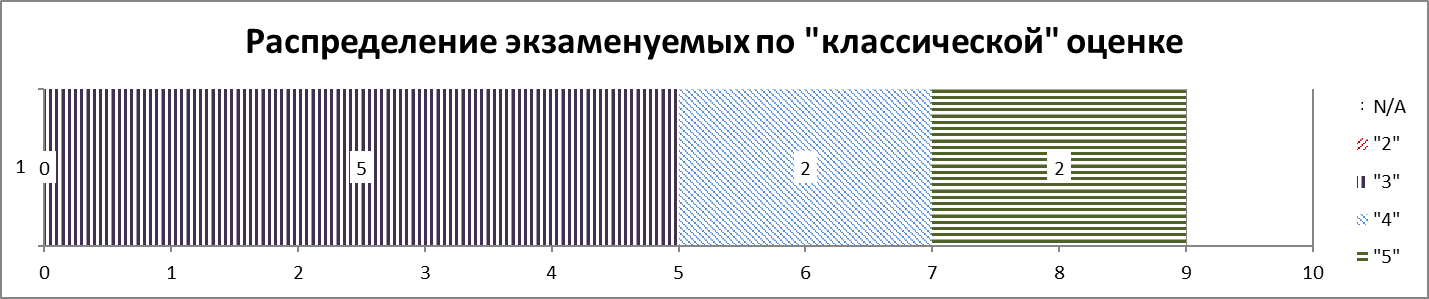 Распределение экзаменуемых по "классической" оценке
1 0 5 2 2
0 1 2 3 4 5 6 7 8 9 10
N/A
"2"
"3"
"4"
"5"